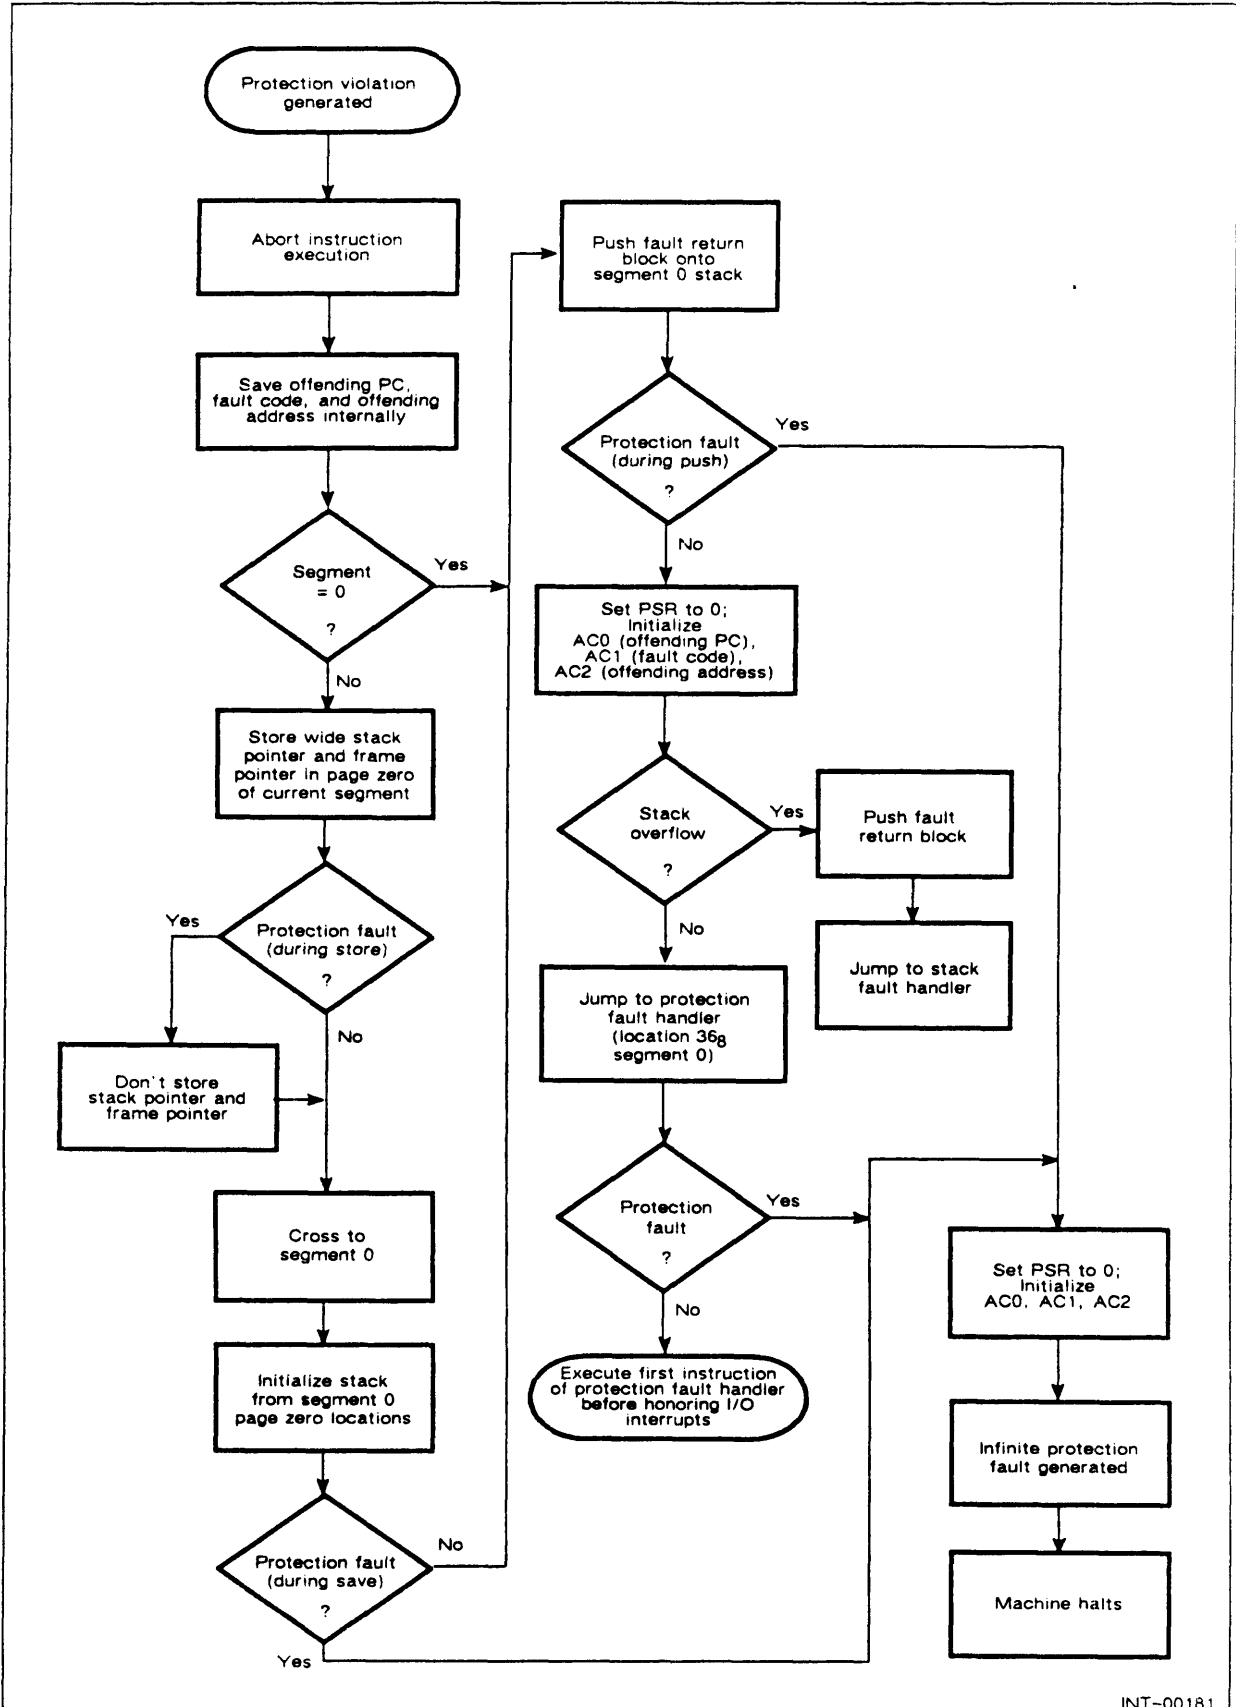 Protection violation
generated
Abort instruction
execution
Save offending PC,
fault code, and offending
address internally
Segment
= 0
?
Yes
No
Store wide stack
pointer and frame
pointer in page zero
of current segment
Protection fault
(during store)
?
Yes
No
Don't store
stack pointer and
frame pointer
Cross to
segment 0
Initialize stack
from segment 0
page zero locations
Protection fault
(during save)
?
No
Yes
Push fault return
block onto
segment 0 stack
Protection fault
(during push)
?
Yes
No
Set PSR to 0;
Initialize
AC0 (offending PC),
AC1 (fault code),
AC2 (offending address)
Stack
overflow
?
Yes
No
Push fault
return block
Jump to stack
fault handler
Jump to protection
fault handler
(location 36₈
segment 0)
Protection
fault
?
Yes
No
Execute first instruction
of protection fault handler
before honoring I/O
interrupts
Set PSR to 0;
Initialize
AC0, AC1, AC2
Infinite protection
fault generated
Machine halts
INT-00181